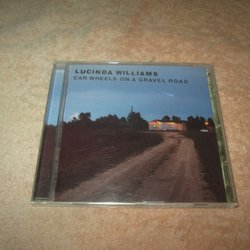 LUCINDA WILLIAMS
CAR WHEELS ON A GRAVEL ROAD